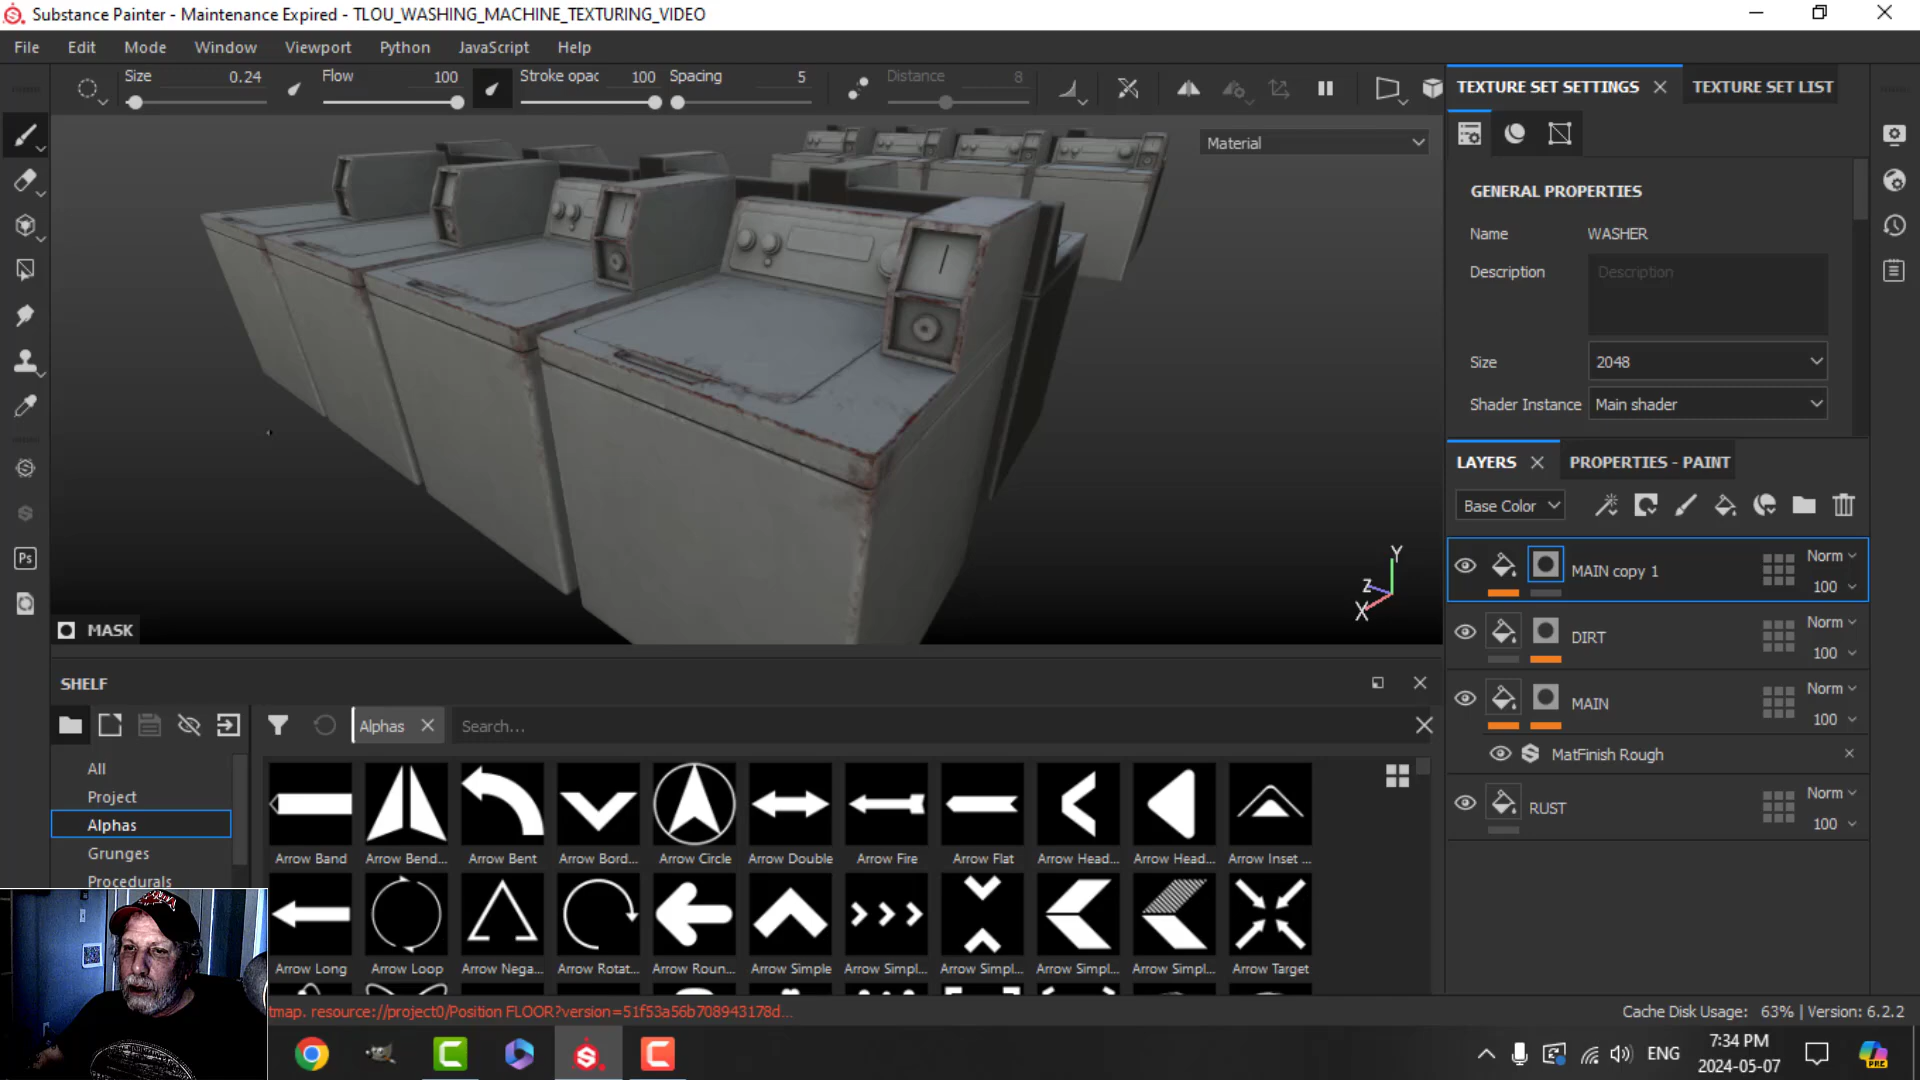 Substance Painter - Maintenance Expired - TLOU_WASHING_MACHINE_TEXTURING_VIDEO
File Edit Mode Window Viewport Python JavaScript Help
Size 0.24 Flow 100 Stroke opac 100 Spacing 5 Distance 8
Material
MASK
Y
Z
X
TEXTURE SET SETTINGS TEXTURE SET LIST
GENERAL PROPERTIES
Name WASHER
Description Description
Size 2048
Shader Instance Main shader
LAYERS PROPERTIES - PAINT
Base Color
MAIN copy 1 Norm 100
DIRT Norm 100
MAIN Norm 100
MatFinish Rough
RUST Norm 100
SHELF
Alphas Search...
All
Project
Alphas
Grunges
Procedurals
Arrow Band Arrow Bend... Arrow Bent Arrow Bord... Arrow Circle Arrow Double Arrow Fire Arrow Flat Arrow Head... Arrow Head... Arrow Inset ...
Arrow Long Arrow Loop Arrow Nega... Arrow Rotat... Arrow Roun... Arrow Simple Arrow Simpl... Arrow Simpl... Arrow Simpl... Arrow Simpl... Arrow Target
tmap. resource://project0/Position FLOOR?version=51f53a56b708943178d...
Cache Disk Usage: 63% | Version: 6.2.2
Ps
ENG
7:34 PM
2024-05-07
PRE